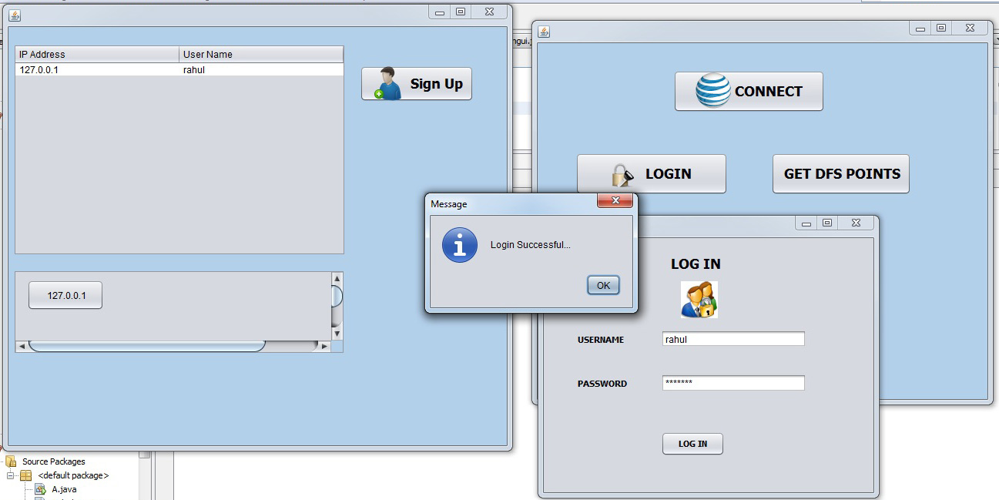 IP Address User Name
127.0.0.1 rahul
Sign Up
127.0.0.1
CONNECT
LOGIN
GET DFS POINTS
Message
Login Successful...
OK
LOG IN
USERNAME rahul
PASSWORD *******
LOG IN
Source Packages
<default package>
A.java